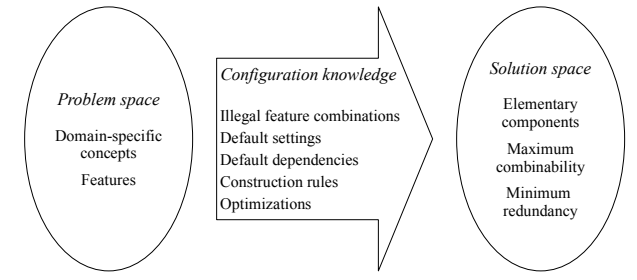 Problem space
Domain-specific
concepts
Features
Configuration knowledge
Illegal feature combinations
Default settings
Default dependencies
Construction rules
Optimizations
Solution space
Elementary
components
Maximum
combinability
Minimum
redundancy